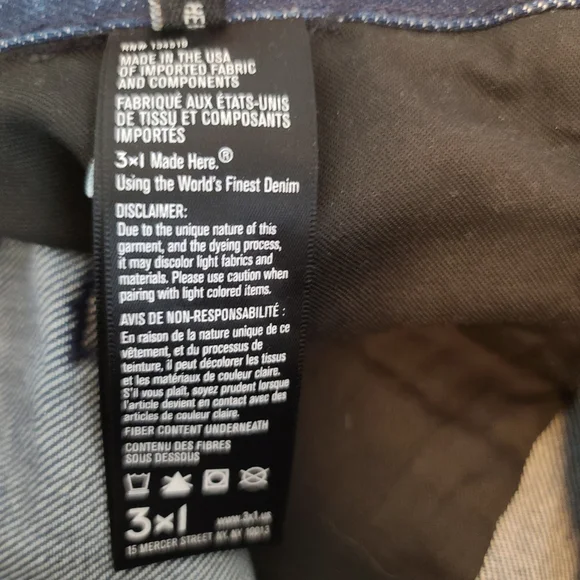 HE
RN# 134519
MADE IN THE USA
OF IMPORTED FABRIC
AND COMPONENTS
FABRIQUÉ AUX ÉTATS-UNIS
DE TISSU ET COMPOSANTS
IMPORTÉS
3×1 Made Here.®
Using the World's Finest Denim
DISCLAIMER:
Due to the unique nature of this
garment, and the dyeing process,
it may discolor light fabrics and
materials. Please use caution when
pairing with light colored items.
AVIS DE NON-RESPONSABILITÉ :
En raison de la nature unique de ce
vêtement, et du processus de
teinture, il peut décolorer les tissus
et les matériaux de couleur claire.
S'il vous plaît, soyez prudent lorsque
l'article devient en contact avec des
articles de couleur claire.
FIBER CONTENT UNDERNEATH
CONTENU DES FIBRES
SOUS DESSOUS
3×1 www.3x1.us
15 MERCER STREET NY, NY 10013